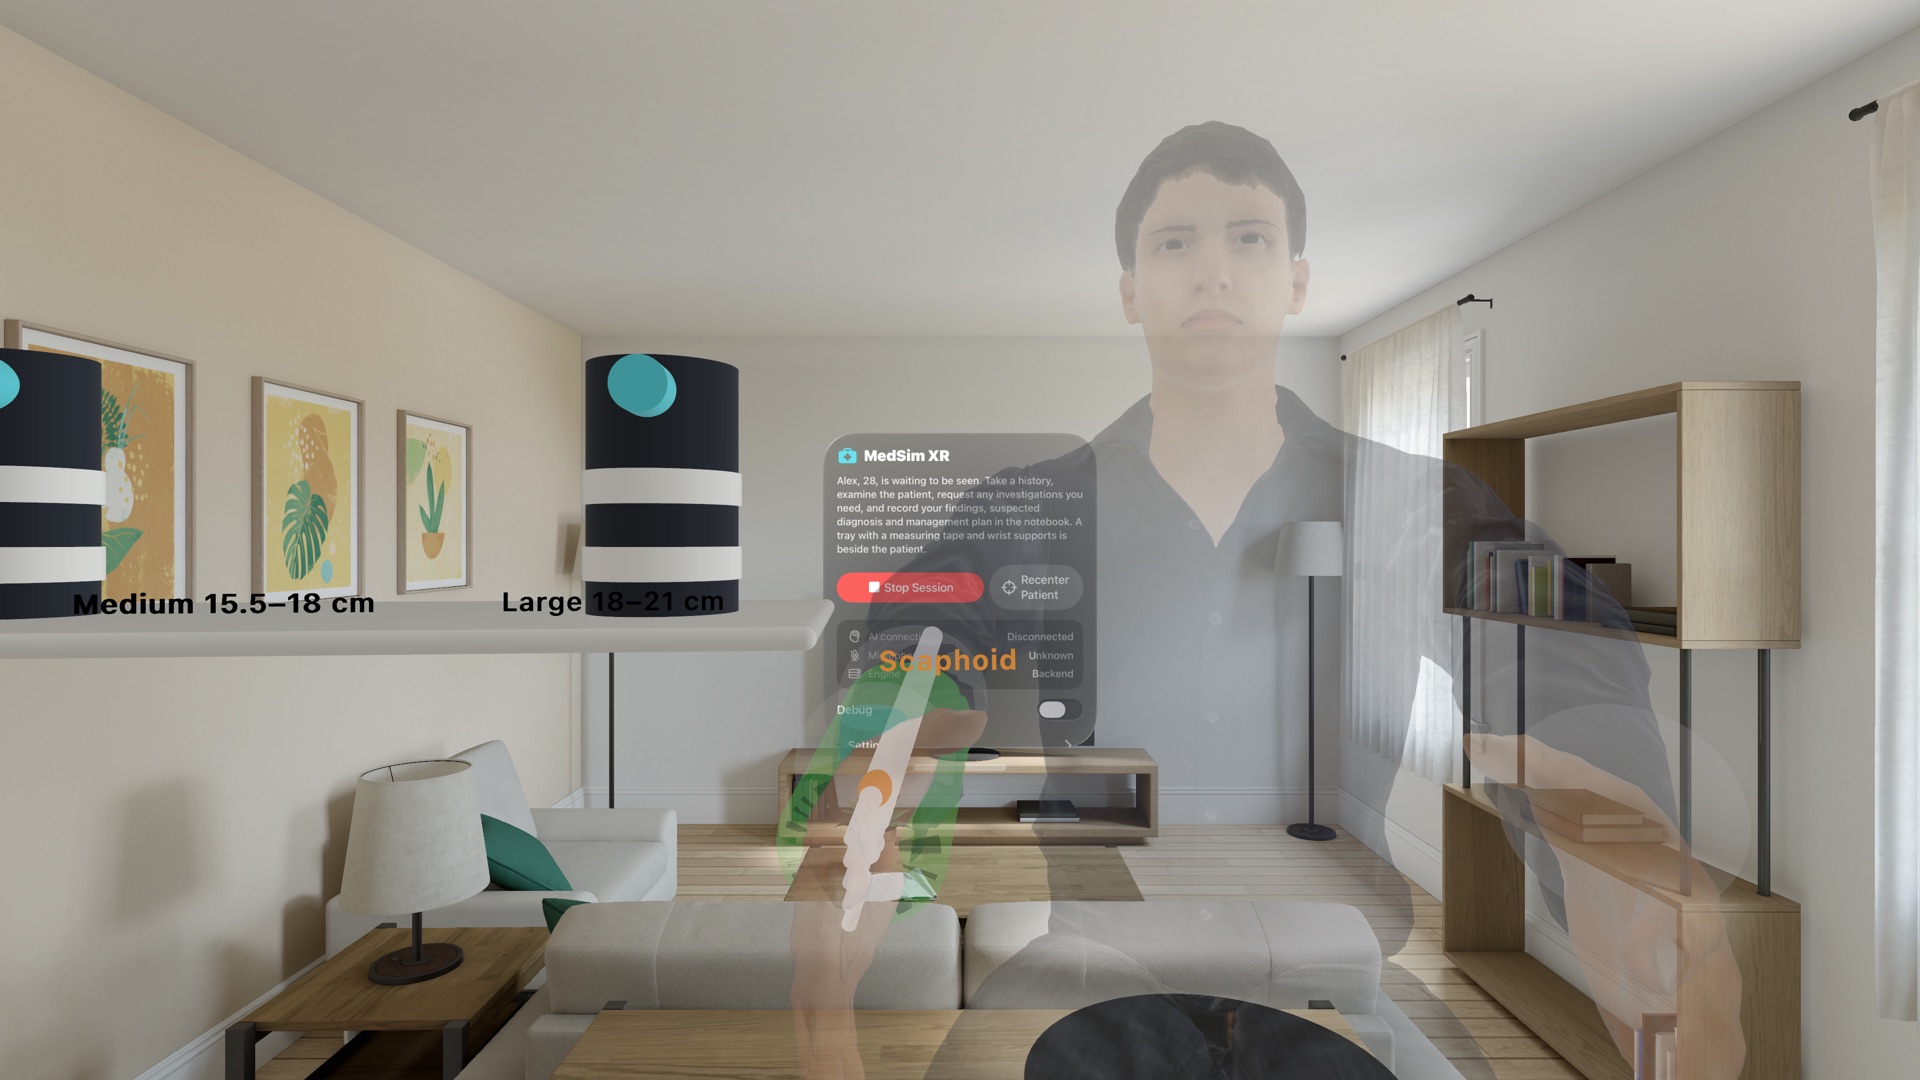 MedSim XR
Alex, 28, is waiting to be seen. Take a history,
examine the patient, request any investigations you
need, and record your findings, suspected
diagnosis and management plan in the notebook. A
tray with a measuring tape and wrist supports is
beside the patient.
Stop Session
Recenter
Patient
Medium 15.5–18 cm
Large 18–21 cm
AI Disconnected
Scaphoid
Unknown
Engine Backend
Debug